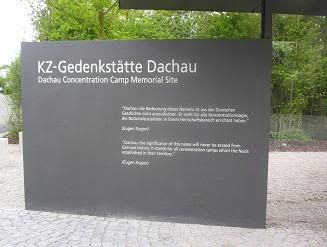 KZ-Gedenkstätte Dachau
Dachau Concentration Camp Memorial Site
"Dachau–die Bedeutung dieses Namens ist aus der Deutschen
Geschichte nicht auszulöschen. Er steht für alle Konzentrationslager,
die Nationalsozialisten in ihrem Herrschaftsbereich errichtet haben."
(Eugen Kogon)
"Dachau–the significance of this name will never be erased from
German history. It stands for all concentration camps which the Nazis
established in their territory."
(Eugen Kogon)